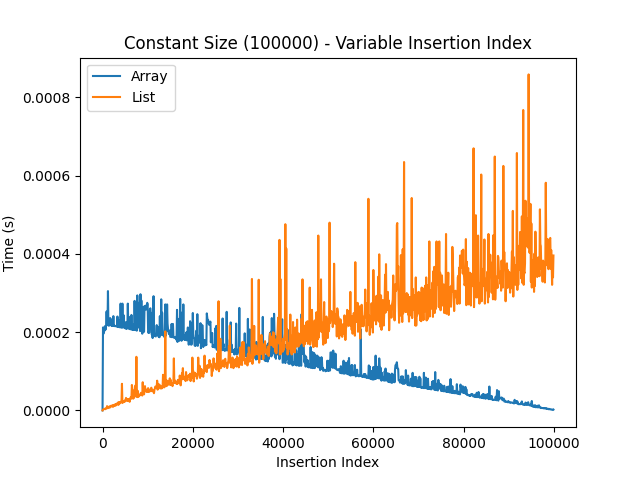 Constant Size (100000) - Variable Insertion Index
Array
List
0.0008
0.0006
0.0004
0.0002
0.0000
Time (s)
0
20000
40000
60000
80000
100000
Insertion Index